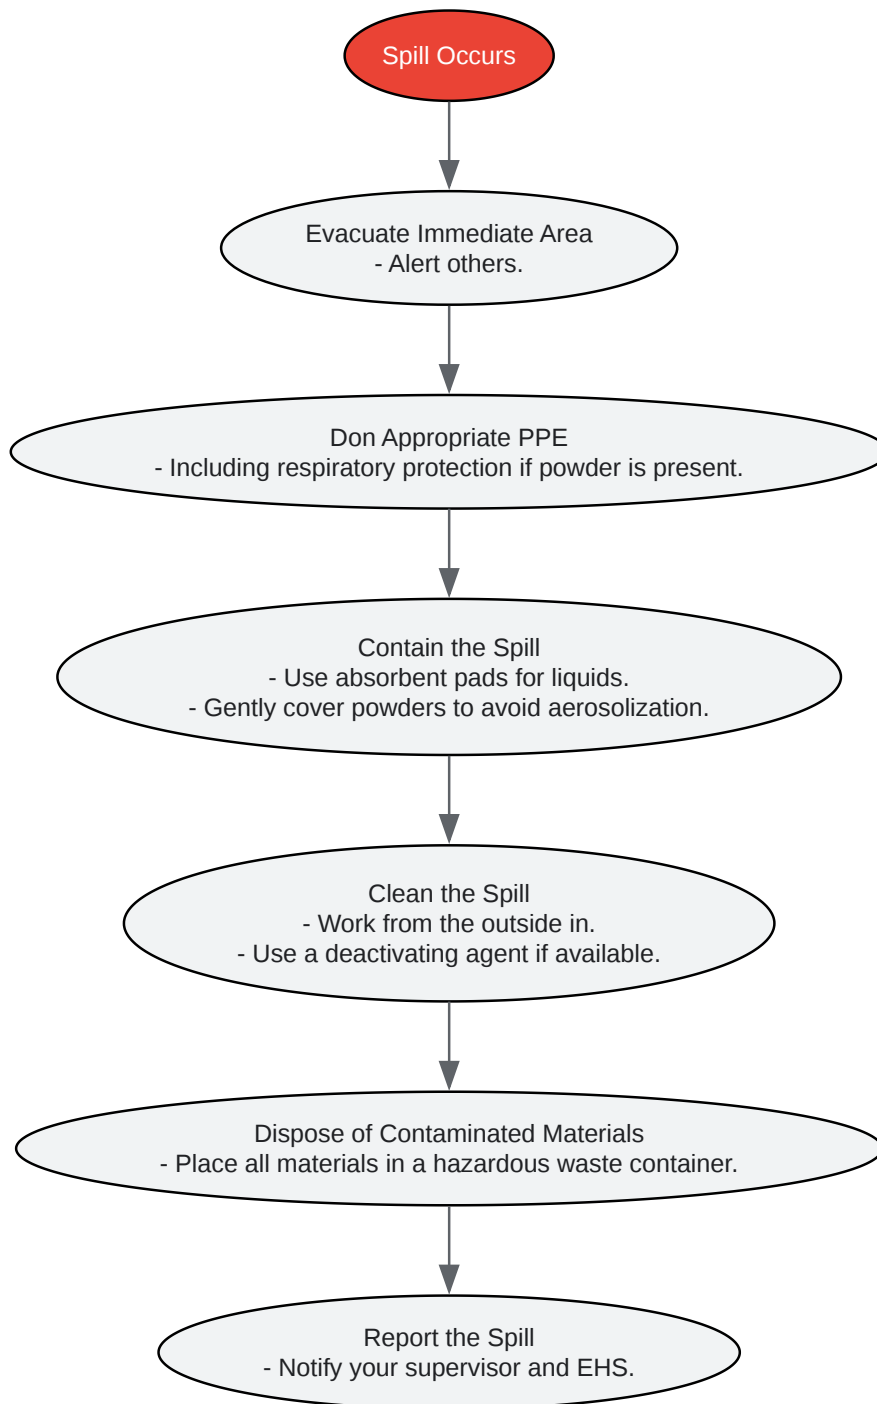 Spill Occurs
Evacuate Immediate Area
- Alert others.
Don Appropriate PPE
- Including respiratory protection if powder is present.
Contain the Spill
- Use absorbent pads for liquids.
- Gently cover powders to avoid aerosolization.
Clean the Spill
- Work from the outside in.
- Use a deactivating agent if available.
Dispose of Contaminated Materials
- Place all materials in a hazardous waste container.
Report the Spill
- Notify your supervisor and EHS.